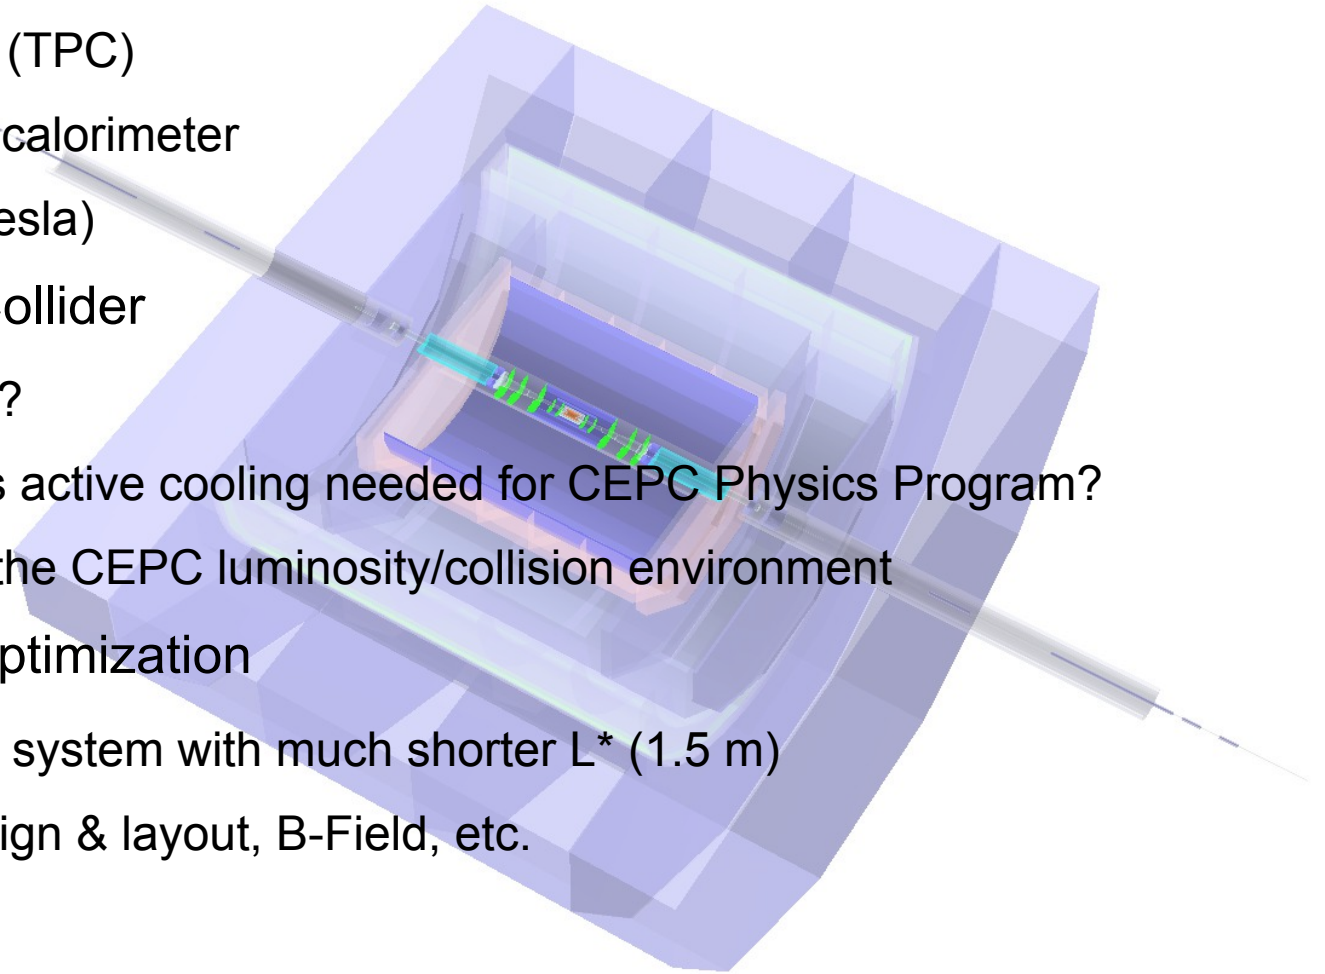 (TPC)
calorimeter
esla)
ollider
?
s active cooling needed for CEPC Physics Program?
the CEPC luminosity/collision environment
ptimization
system with much shorter L* (1.5 m)
ign & layout, B-Field, etc.